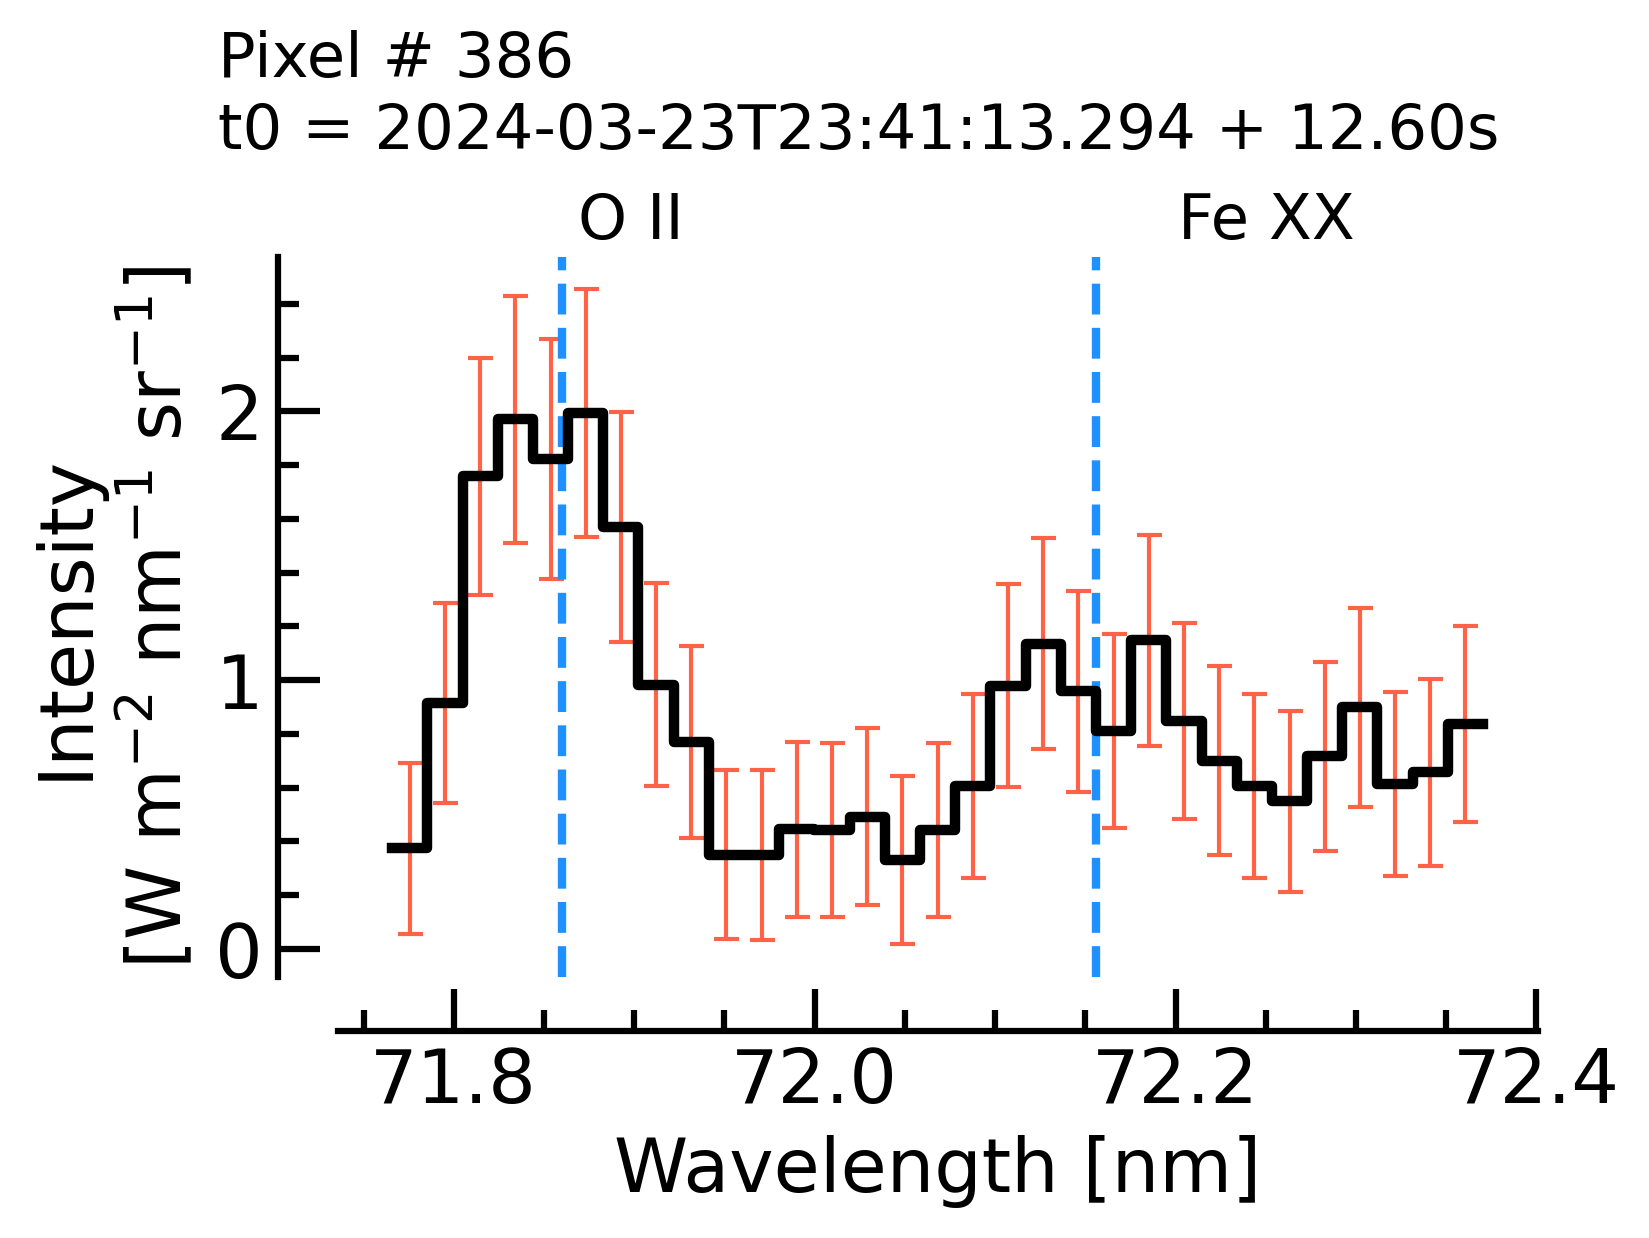 Pixel # 386
t0 = 2024-03-23T23:41:13.294 + 12.60s
O II
Fe XX
Intensity
[W m⁻² nm⁻¹ sr⁻¹]
2
1
0
71.8
72.0
72.2
72.4
Wavelength [nm]